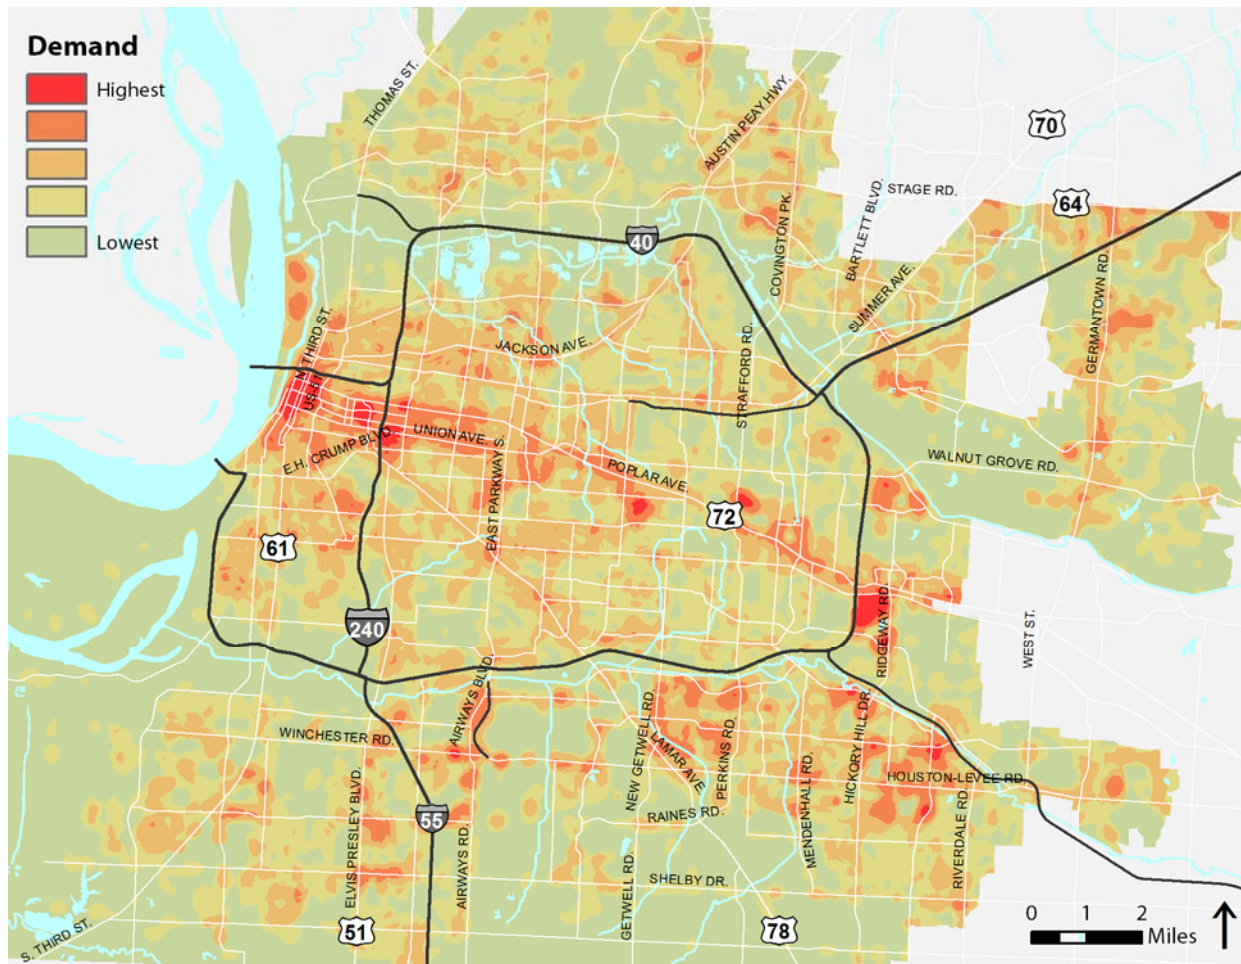 Demand
Highest
Lowest
THOMAS ST.
AUSTIN PEAY HWY.
70
STAGE RD.
64
BARTLETT BLVD.
COVINGTON PK.
40
SUMMER AVE.
GERMANTOWN RD.
N. THIRD ST.
US-51
JACKSON AVE.
STRAFFORD RD.
UNION AVE.
E.H. CRUMP BLVD.
EAST PARKWAY S.
POPLAR AVE.
WALNUT GROVE RD.
72
61
240
RIDGEWAY RD.
WEST ST.
AIRWAYS BLVD.
WINCHESTER RD.
NEW GETWELL RD.
LAMAR AVE
PERKINS RD.
HICKORY HILL DR.
HOUSTON-LEVEE RD.
ELVIS PRESLEY BLVD.
55
AIRWAYS RD.
RAINES RD.
MENDENHALL RD.
RIVERDALE RD.
GETWELL RD.
SHELBY DR.
S. THIRD ST.
51
78
0 1 2
Miles